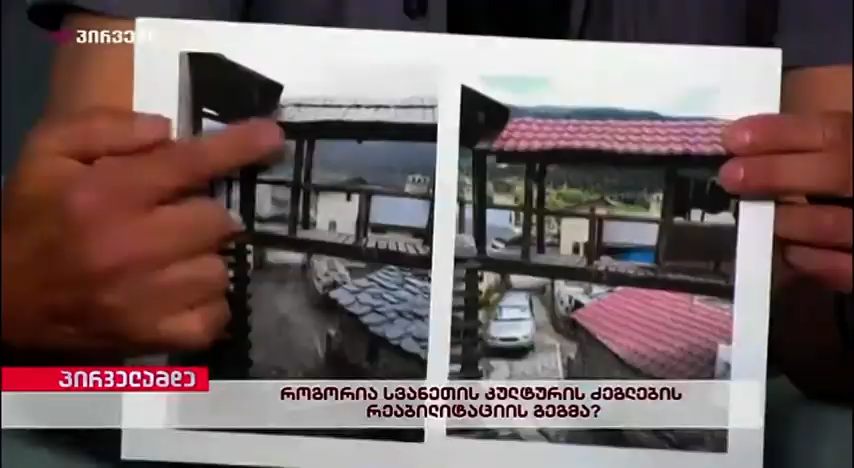 პირველი
პირველამდე
როგორია სვანეთის კულტურის ძეგლების
რეაბილიტაციის გეგმა?